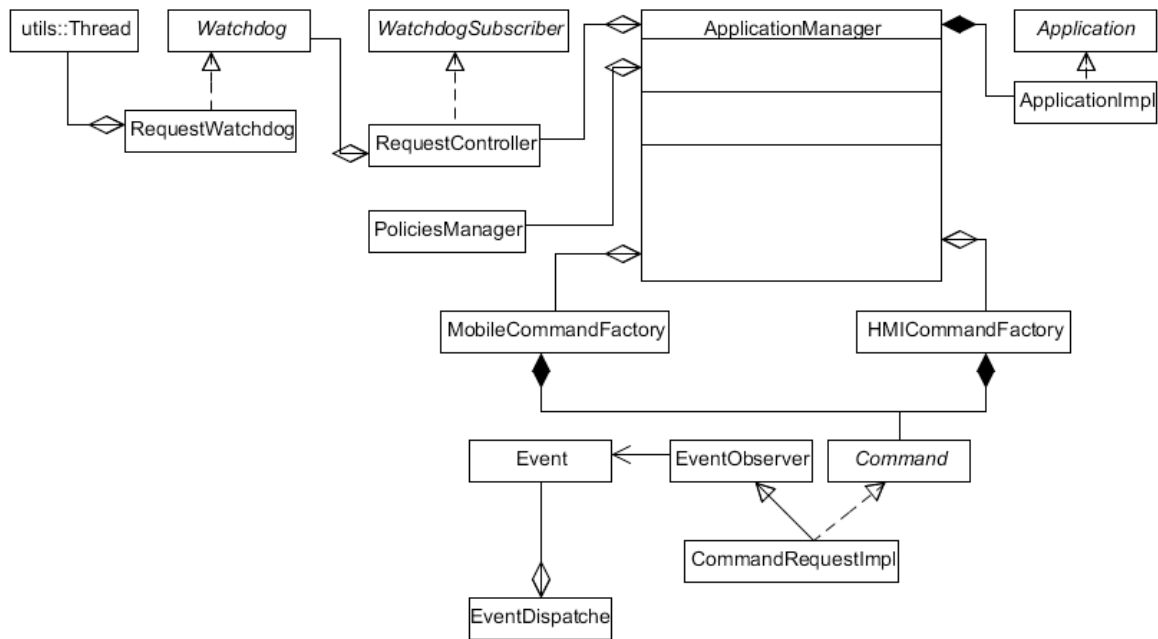 utils::Thread
Watchdog
WatchdogSubscriber
ApplicationManager
Application
RequestWatchdog
RequestController
ApplicationImpl
PoliciesManager
MobileCommandFactory
HMICommandFactory
Event
EventObserver
Command
CommandRequestImpl
EventDispatche